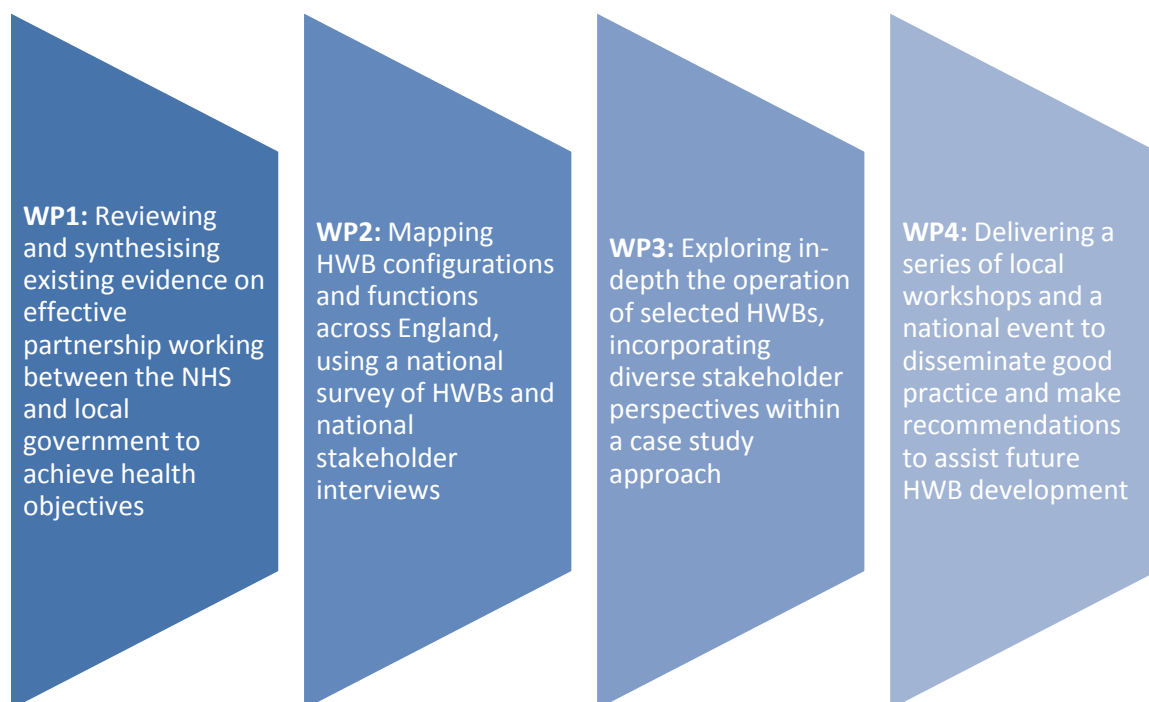 WP1: Reviewing
and synthesising
existing evidence on
effective
partnership working
between the NHS
and local
government to
achieve health
objectives
WP2: Mapping
HWB configurations
and functions
across England,
using a national
survey of HWBs and
national
stakeholder
interviews
WP3: Exploring in-
depth the operation
of selected HWBs,
incorporating
diverse stakeholder
perspectives within
a case study
approach
WP4: Delivering a
series of local
workshops and a
national event to
disseminate good
practice and make
recommendations
to assist future
HWB development